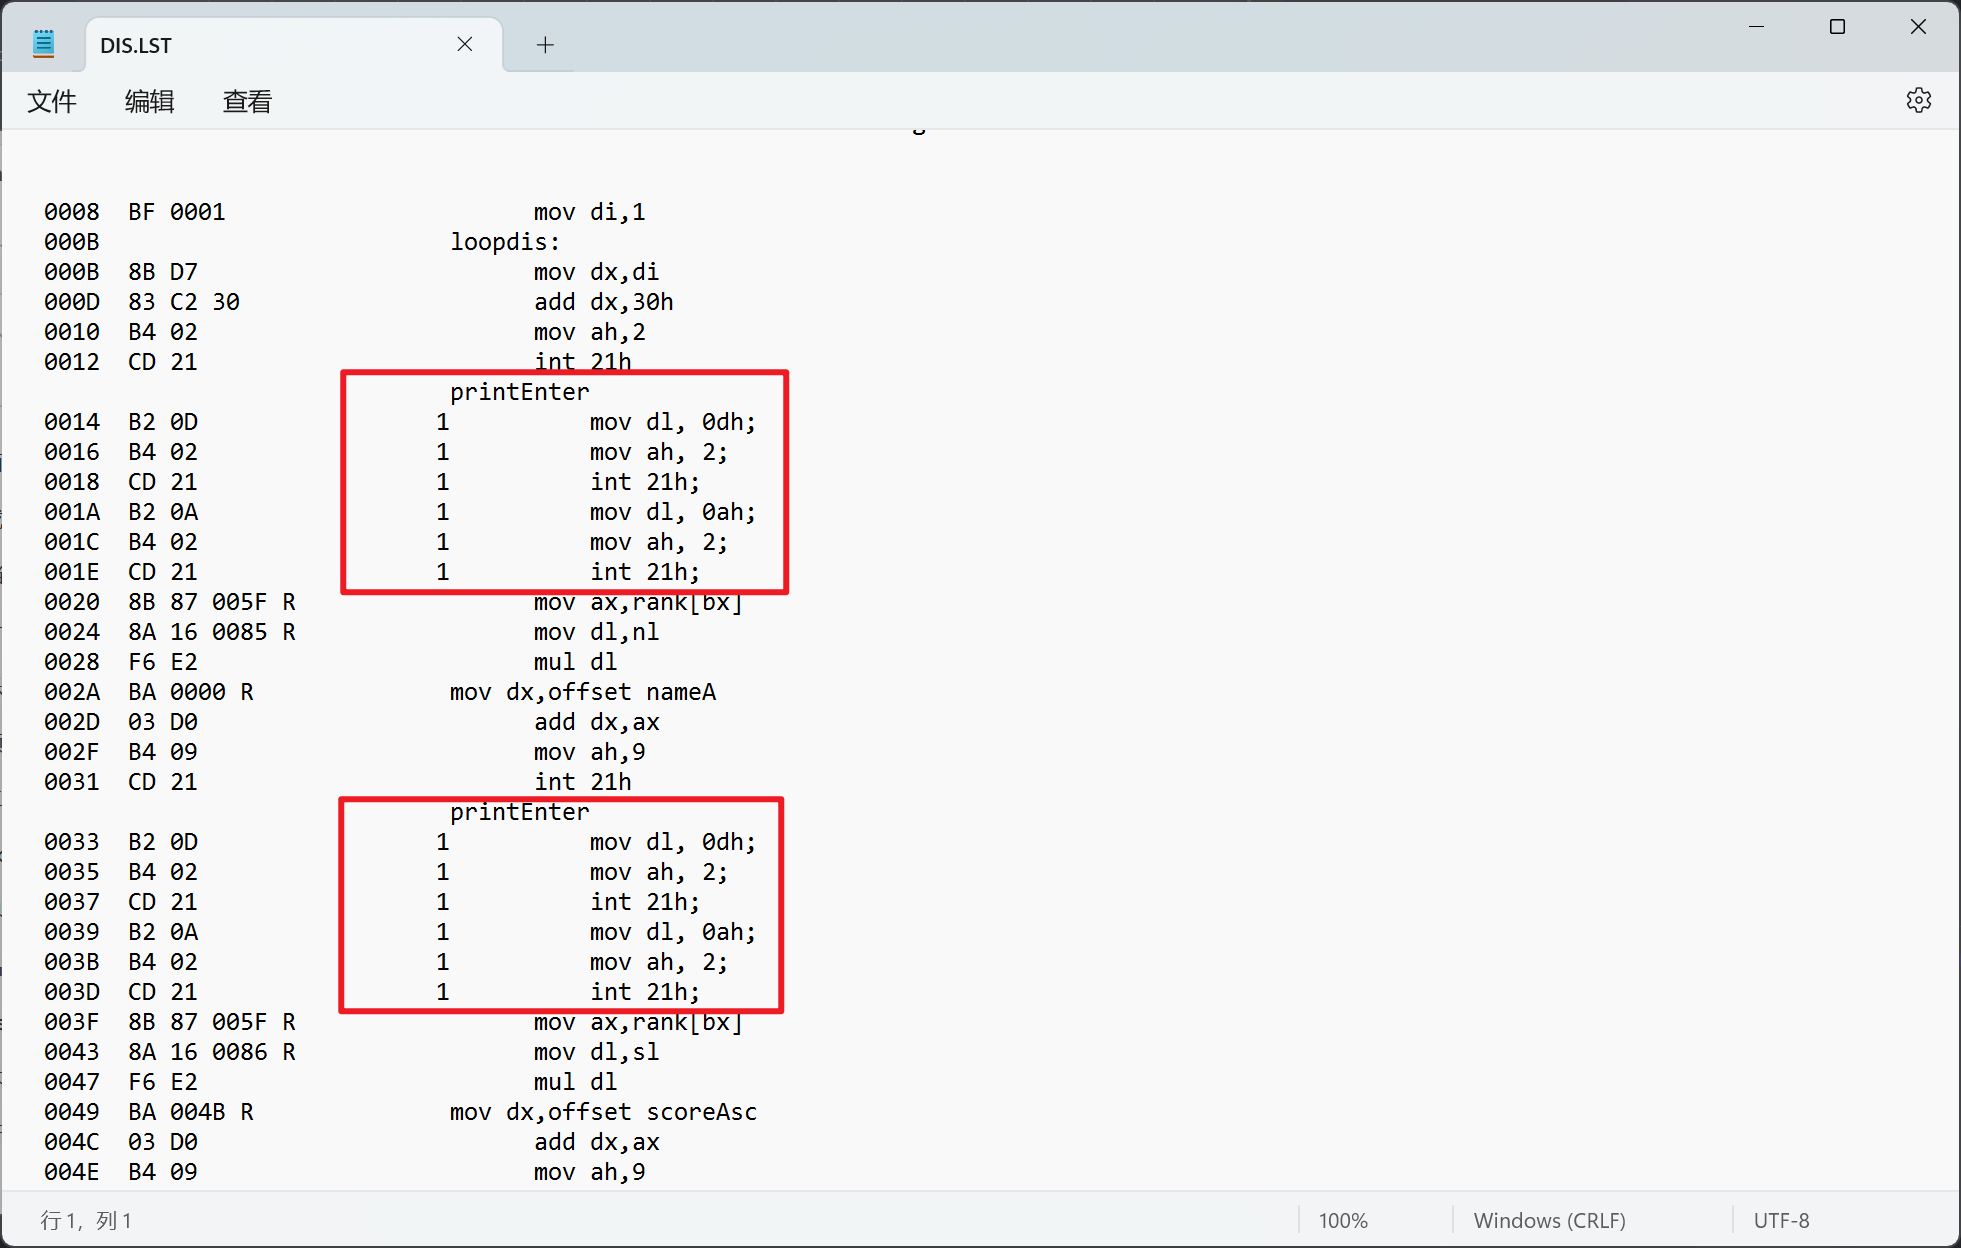 DIS.LST
文件 编辑 查看
0008 BF 0001 mov di,1
000B loopdis:
000B 8B D7 mov dx,di
000D 83 C2 30 add dx,30h
0010 B4 02 mov ah,2
0012 CD 21 int 21h
printEnter
0014 B2 0D 1 mov dl, 0dh;
0016 B4 02 1 mov ah, 2;
0018 CD 21 1 int 21h;
001A B2 0A 1 mov dl, 0ah;
001C B4 02 1 mov ah, 2;
001E CD 21 1 int 21h;
0020 8B 87 005F R mov ax,rank[bx]
0024 8A 16 0085 R mov dl,nl
0028 F6 E2 mul dl
002A BA 0000 R mov dx,offset nameA
002D 03 D0 add dx,ax
002F B4 09 mov ah,9
0031 CD 21 int 21h
printEnter
0033 B2 0D 1 mov dl, 0dh;
0035 B4 02 1 mov ah, 2;
0037 CD 21 1 int 21h;
0039 B2 0A 1 mov dl, 0ah;
003B B4 02 1 mov ah, 2;
003D CD 21 1 int 21h;
003F 8B 87 005F R mov ax,rank[bx]
0043 8A 16 0086 R mov dl,sl
0047 F6 E2 mul dl
0049 BA 004B R mov dx,offset scoreAsc
004C 03 D0 add dx,ax
004E B4 09 mov ah,9
行 1, 列 1 100% Windows (CRLF) UTF-8